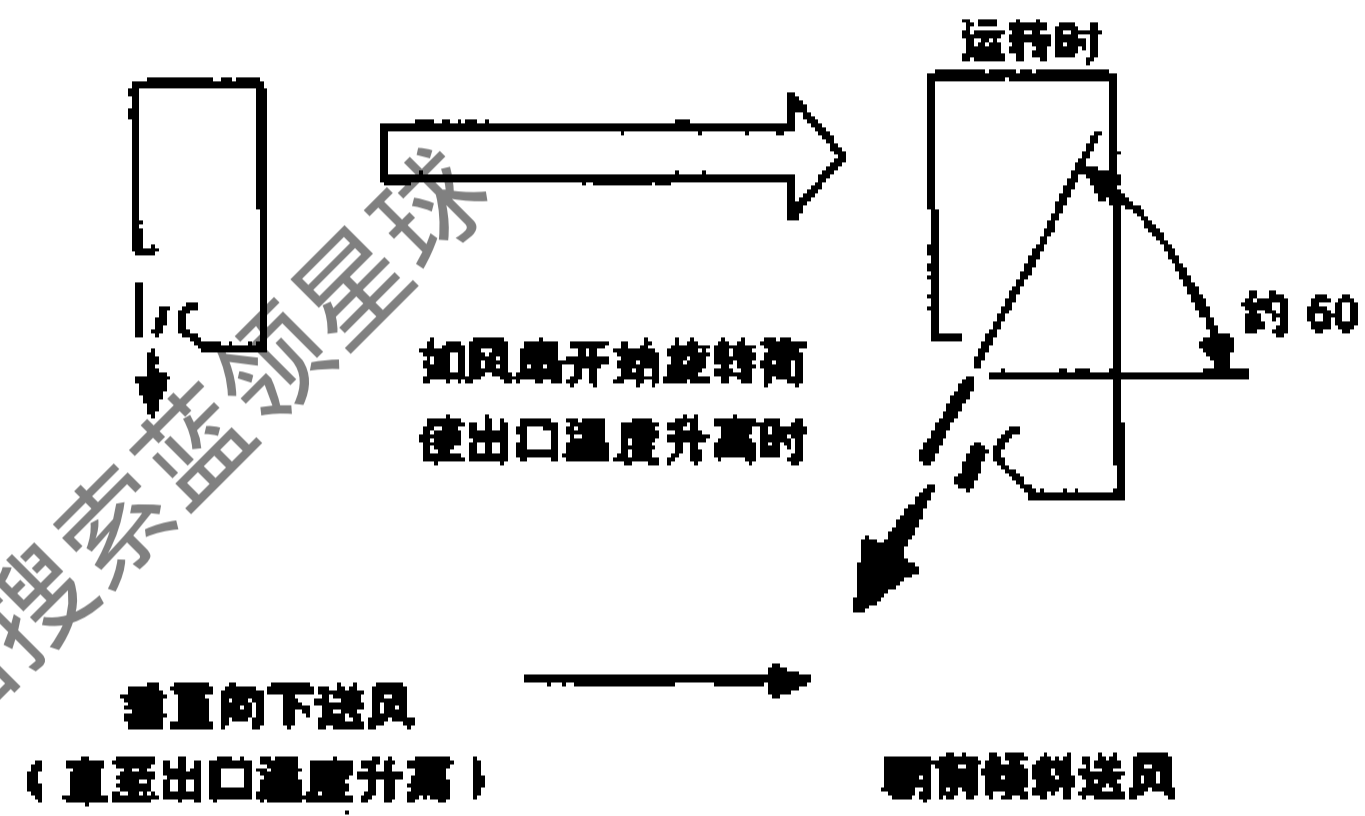 运转时
约 60
如风扇开始旋转而
使出口温度升高时
垂直向下送风
（直至出口温度升高）
朝前倾斜送风
搜索蓝领星球